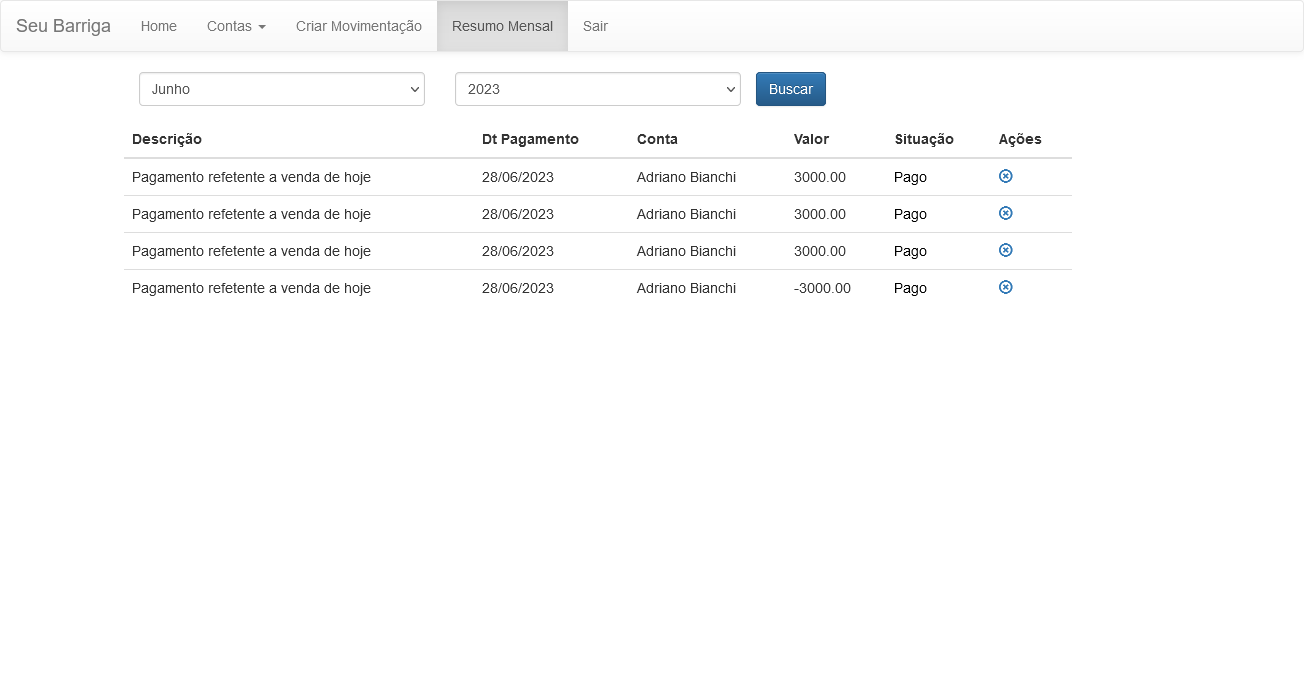 Seu Barriga Home Contas Criar Movimentação Resumo Mensal Sair
Junho 2023 Buscar
Descrição Dt Pagamento Conta Valor Situação Ações
Pagamento refetente a venda de hoje 28/06/2023 Adriano Bianchi 3000.00 Pago
Pagamento refetente a venda de hoje 28/06/2023 Adriano Bianchi 3000.00 Pago
Pagamento refetente a venda de hoje 28/06/2023 Adriano Bianchi 3000.00 Pago
Pagamento refetente a venda de hoje 28/06/2023 Adriano Bianchi -3000.00 Pago